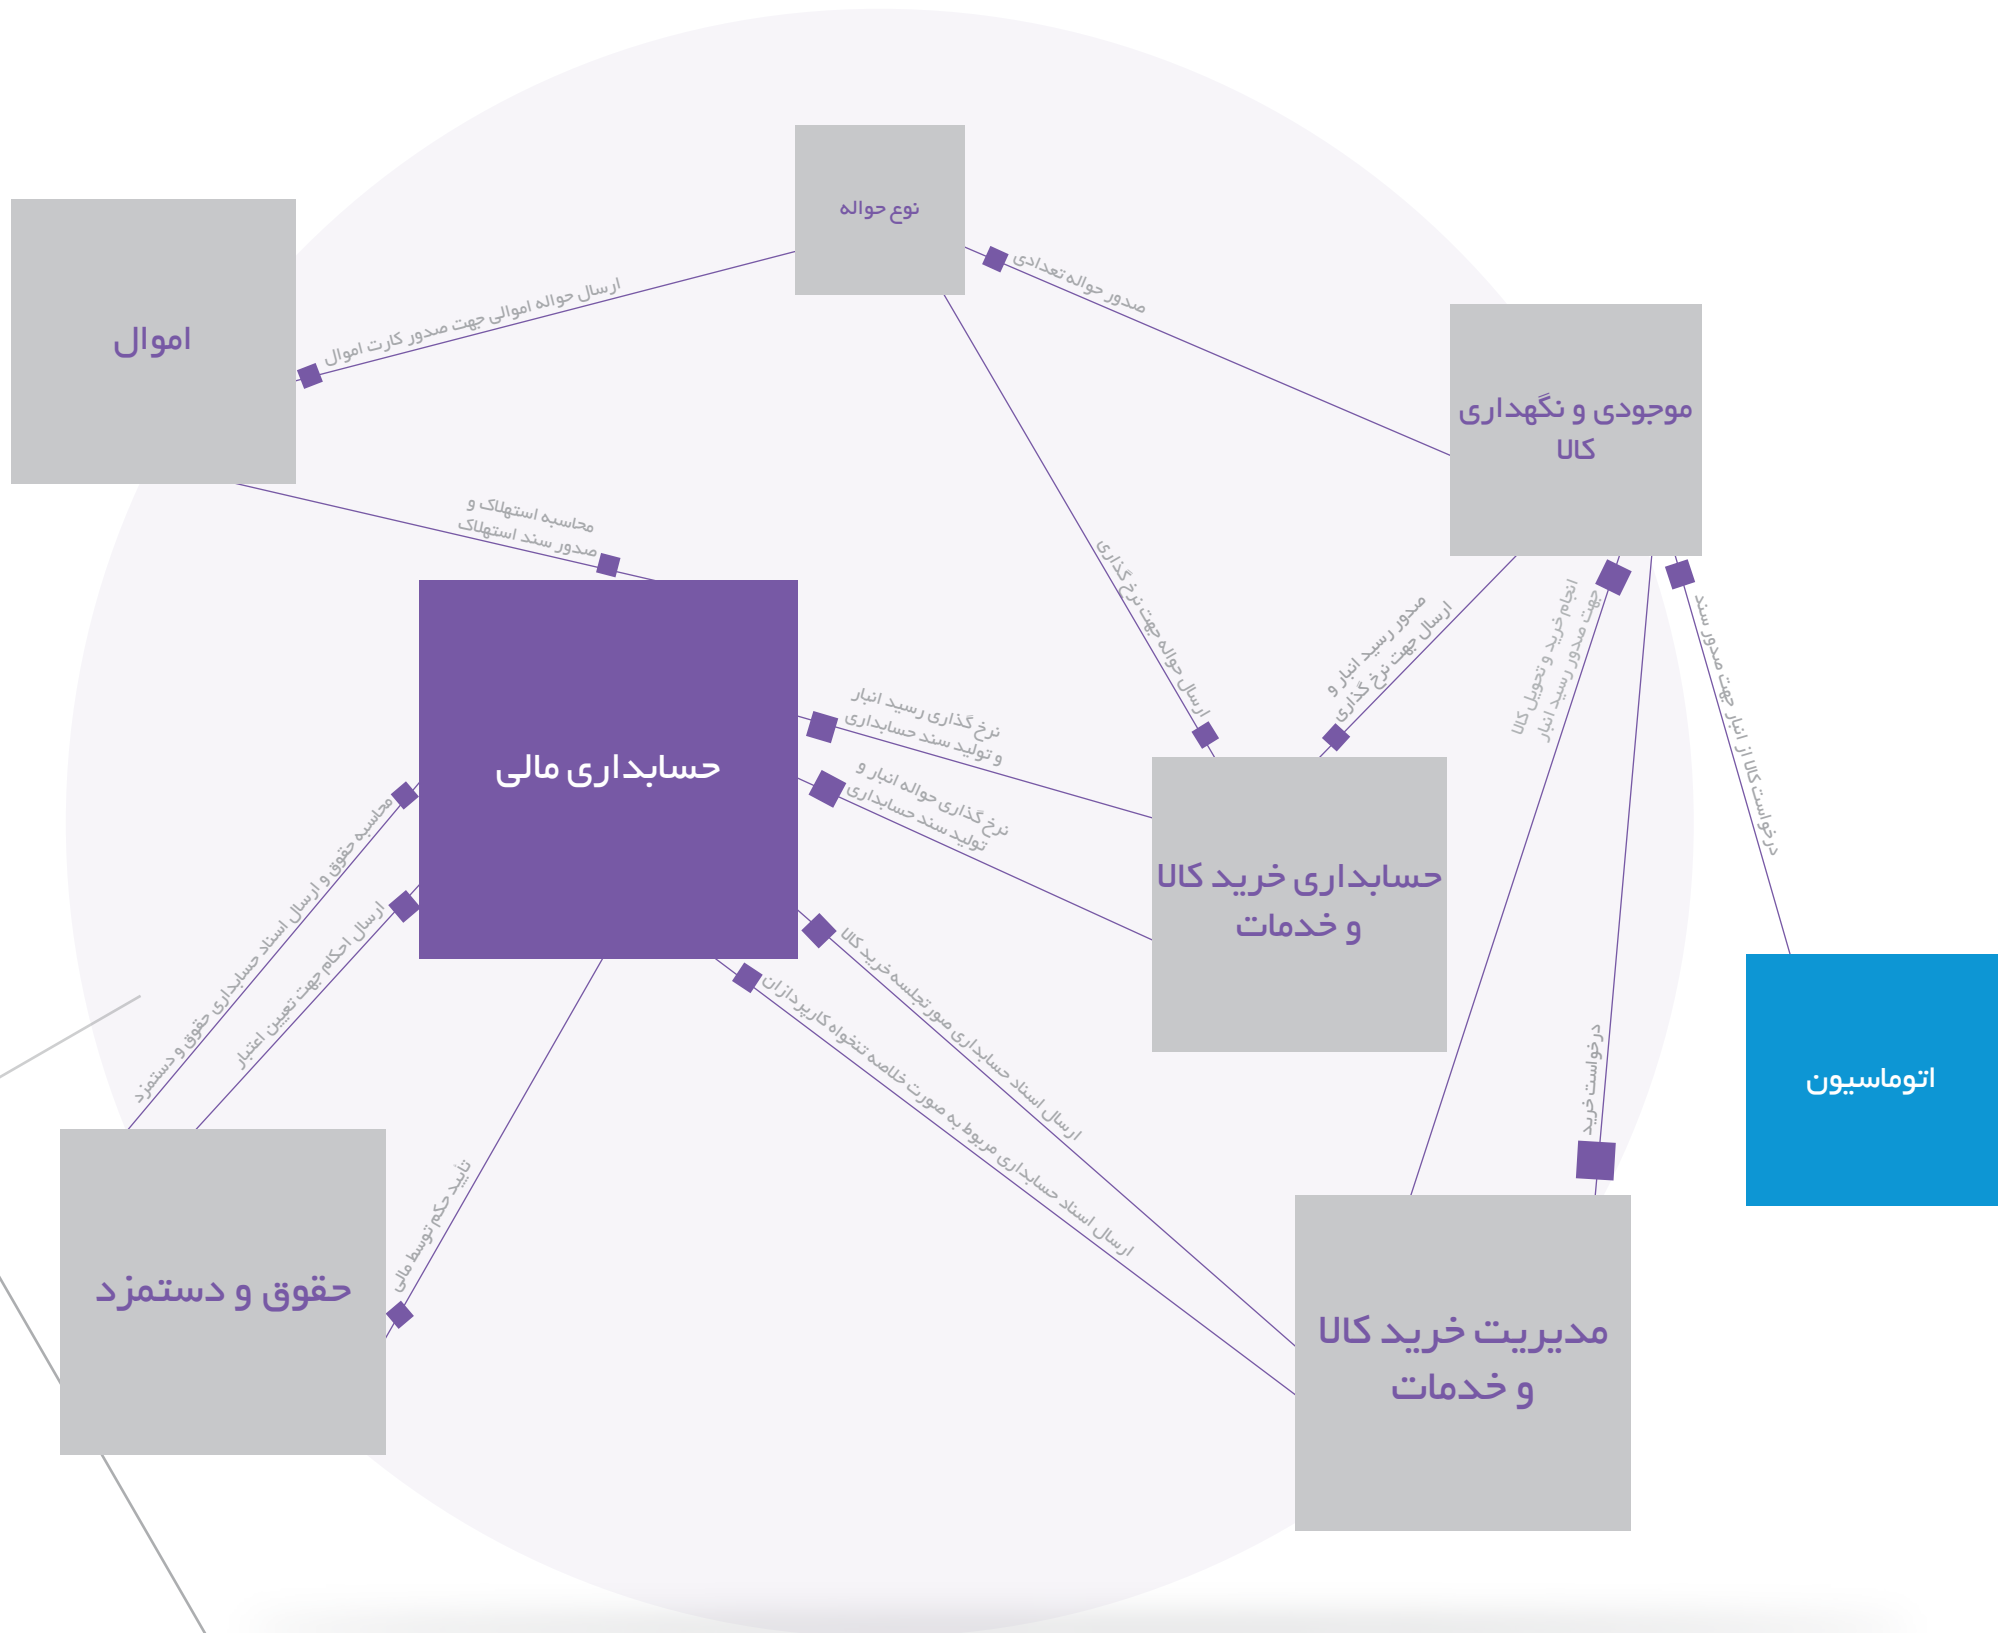 نوع حواله
اموال
ارسال حواله اموالی جهت صدور کارت اموال
صدور حواله تعدادی
موجودی و نگهداری
کالا
محاسبه استهلاک و
صدور سند استهلاک
ارسال حواله جهت نرخ گذاری
صدور رسید انبار و
ارسال جهت نرخ گذاری
انجام خرید و تحویل کالا
جهت صدور رسید انبار
درخواست کالا از انبار جهت صدور سند
حسابداری مالی
نرخ گذاری رسید انبار
و تولید سند حسابداری
نرخ گذاری حواله انبار و
تولید سند حسابداری
حسابداری خرید کالا
و خدمات
محاسبه حقوق و ارسال اسناد حسابداری حقوق و دستمزد
ارسال احکام جهت تعیین اعتبار
ارسال اسناد حسابداری صورتجلسه خرید کالا
ارسال اسناد حسابداری مربوط به صورت خلاصه تنخواه کارپردازان
درخواست خرید
اتوماسیون
تأیید حکم توسط مالی
حقوق و دستمزد
مدیریت خرید کالا
و خدمات